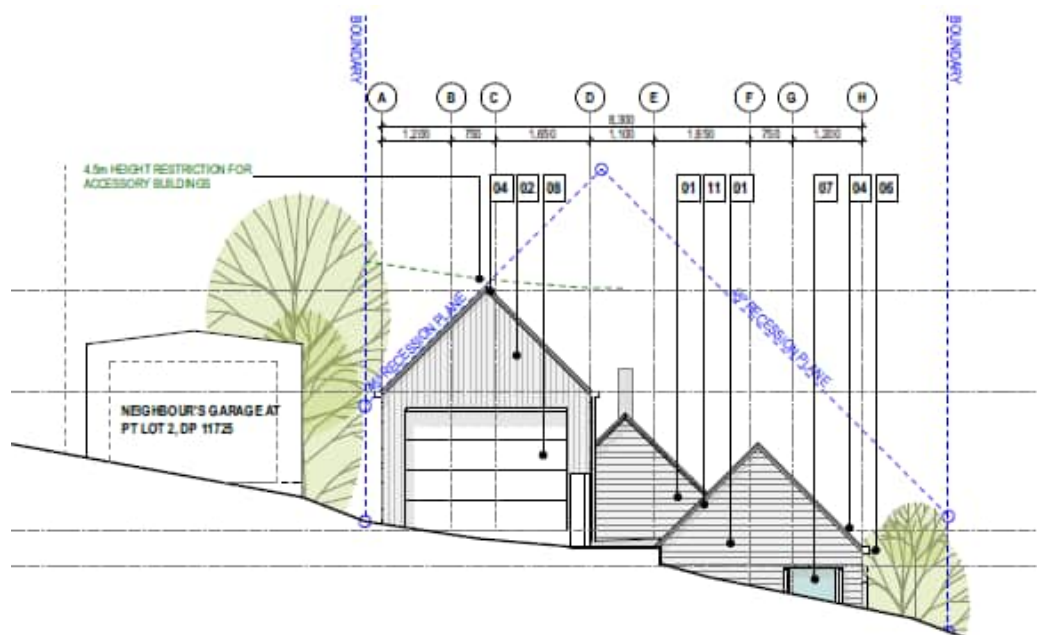 BOUNDARY
BOUNDARY
A B C D E F G H
8,300
1,200 750 1,650 1,100 1,650 750 1,200
4.5m HEIGHT RESTRICTION FOR
ACCESSORY BUILDINGS
04 02 08 01 11 01 07 04 06
RECESSION PLANE
RECESSION PLANE
NEIGHBOUR'S GARAGE AT
PT LOT 2, DP 11725